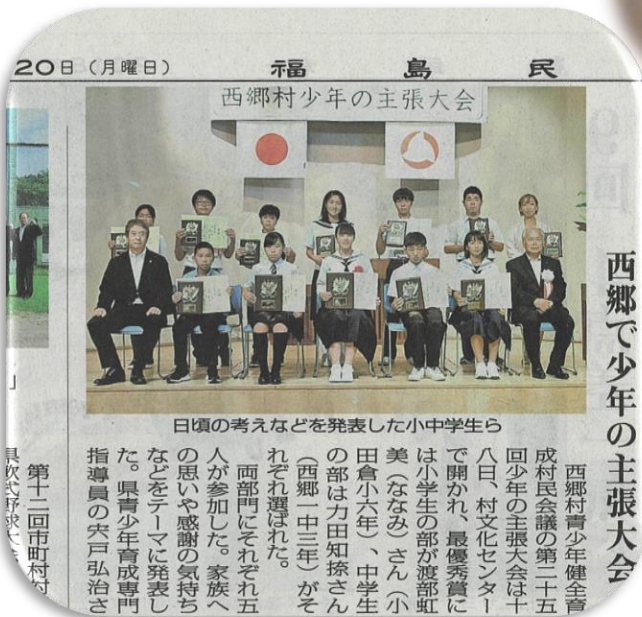 20日（月曜日）
福島民
西郷村少年の主張大会
西郷で少年の主張大会
日頃の考えなどを発表した小中学生ら
西郷村青少年健全育
成村民会議の第二十五
回少年の主張大会は十
八日、村文化センター
で開かれ、最優秀賞に
は小学生の部が渡部虹
美（ななみ）さん（小
田倉小六年）、中学生
の部は力田知捺さん
（西郷一中三年）がそ
れぞれ選ばれた。
両部門にそれぞれ五
人が参加した。家族へ
の思いや感謝の気持ち
などをテーマに発表し
た。県青少年育成専門
指導員の宍戸弘治さ
」
第十二回市町村対
県軟式野球大会